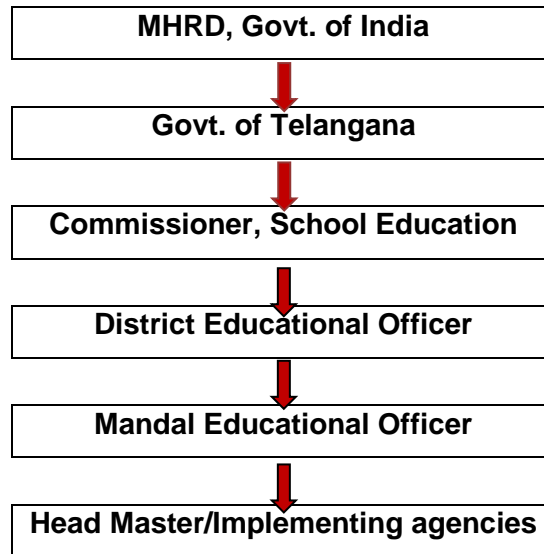 MHRD, Govt. of India
Govt. of Telangana
Commissioner, School Education
District Educational Officer
Mandal Educational Officer
Head Master/Implementing agencies